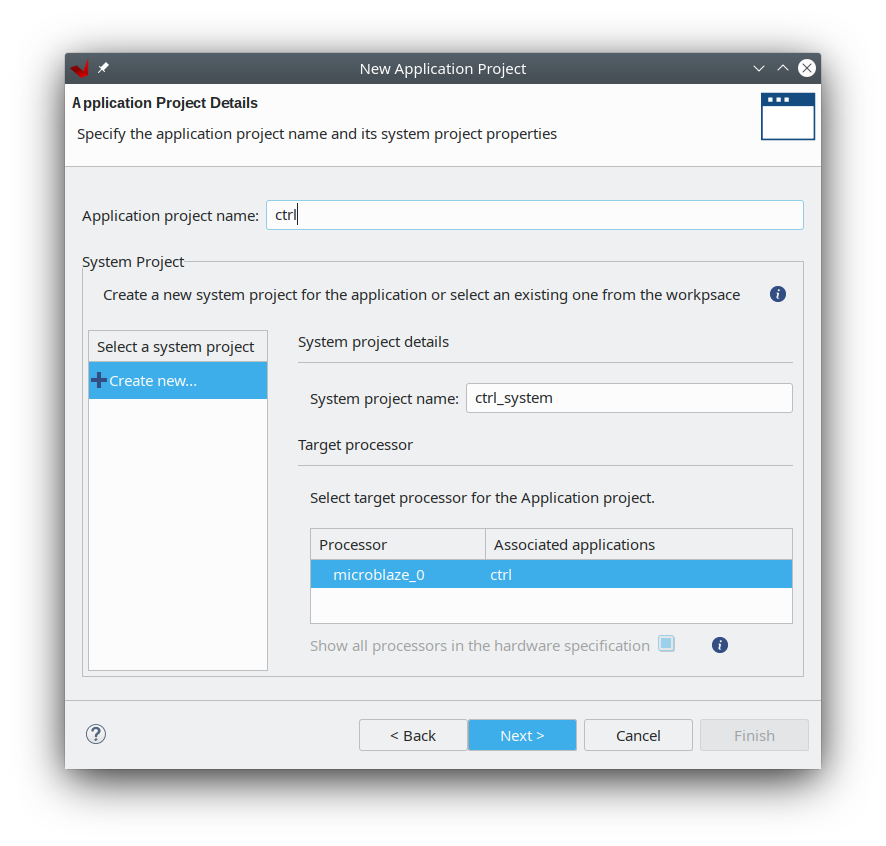 New Application Project
Application Project Details
Specify the application project name and its system project properties
Application project name: ctrl
System Project
Create a new system project for the application or select an existing one from the workpsace
Select a system project
Create new...
System project details
System project name: ctrl_system
Target processor
Select target processor for the Application project.
Processor Associated applications
microblaze_0 ctrl
Show all processors in the hardware specification
< Back Next > Cancel Finish